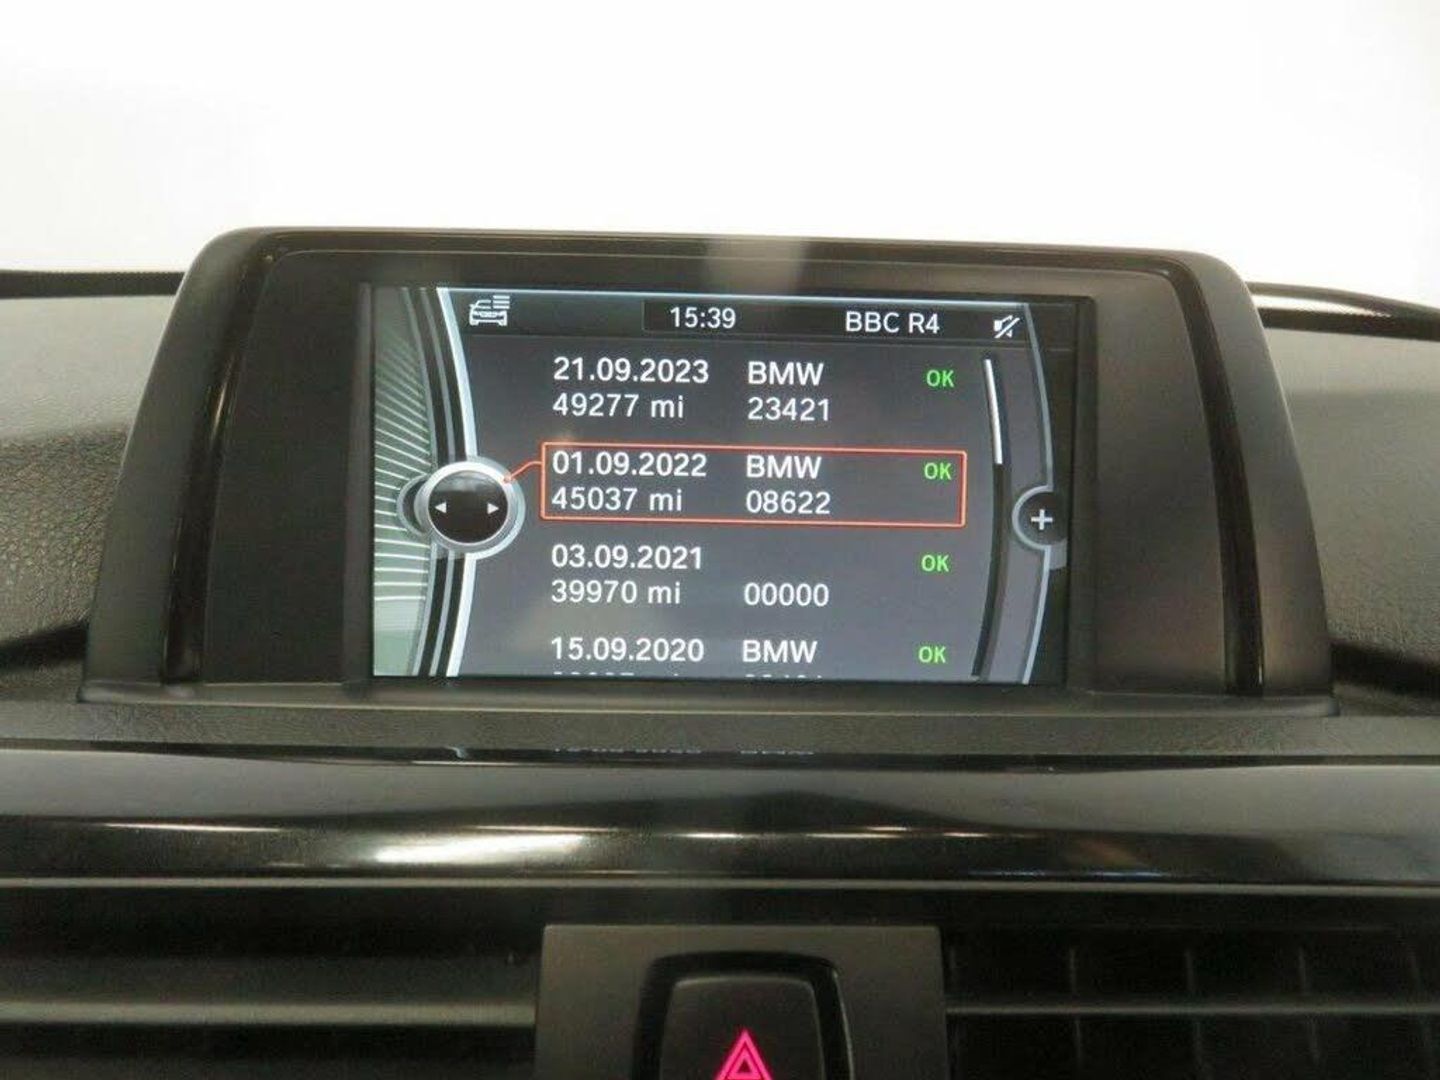 15:39 BBC R4
21.09.2023 BMW OK
49277 mi 23421
01.09.2022 BMW OK
45037 mi 08622
03.09.2021 OK
39970 mi 00000
15.09.2020 BMW OK